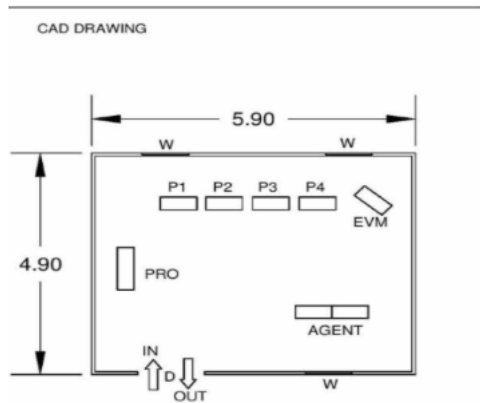 CAD DRAWING
5.90
W W
P1 P2 P3 P4
EVM
4.90
PRO
AGENT
IN
D
OUT
W